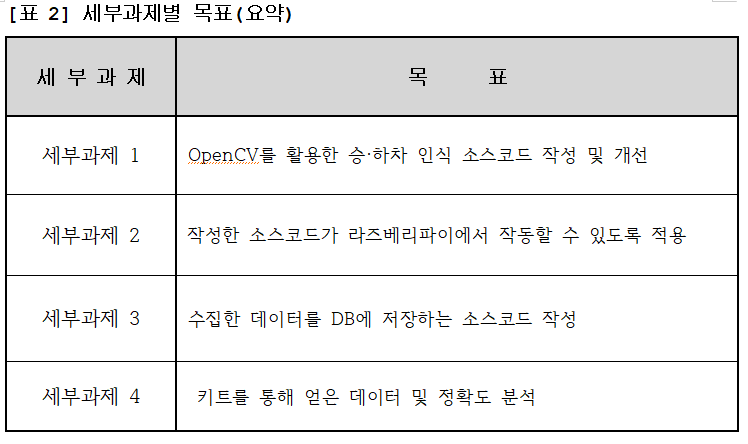 [표 2] 세부과제별 목표(요약)
세 부 과 제 목 표
세부과제 1 OpenCV를 활용한 승·하차 인식 소스코드 작성 및 개선
세부과제 2 작성한 소스코드가 라즈베리파이에서 작동할 수 있도록 적용
세부과제 3 수집한 데이터를 DB에 저장하는 소스코드 작성
세부과제 4 키트를 통해 얻은 데이터 및 정확도 분석